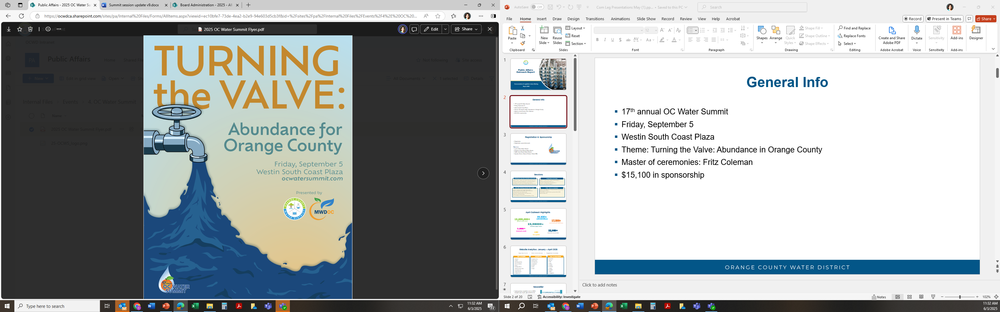 Public Affairs - 2025 OC Water Su
Summit session update v9.docx
Board Administration - 2025 - All
https://ocwdca.sharepoint.com/sites/pa/Internal%20Files/Forms/AllItems.aspx?viewid=ec10bfe7-73de-4ea2-b2e9-94e603d5cb3f&id=%2Fsites%2Fpa%2FInternal%20Files%2FEvents%2F4%2E%20OC%20...
2025 OC Water Summit Flyer.pdf
Edit
Share
OCWD Intranet
PA
Public Affairs
Home
Shared Fil
Not following
Site access
New
Edit in grid view
Open
All Documents
1 selected
Details
Internal Files
Events
4. OC Water Summit
Name
2025 OC Water Summit Flyer.pdf
25-OCWS_logo.png
TURNING
the VALVE:
Abundance for
Orange County
Friday, September 5
Westin South Coast Plaza
ocwatersummit.com
Presented by
ORANGE COUNTY
WATER DISTRICT
MWDOC
17th
OC WATER
SUMMIT
Type here to search
11:32 AM
6/3/2025
22
AutoSave
Off
Com Leg Presentations May (1).pp... • Saved to this PC
Search
File
Home
Insert
Draw
Design
Transitions
Animations
Slide Show
Record
Review
View
Help
Acrobat
Record
Present in Teams
Share
Paste
Clipboard
New
Slide
Reuse
Slides
Layout
Reset
Section
Slides
12
Font
Paragraph
Shapes
Arrange
Quick
Styles
Shape Fill
Shape Outline
Shape Effects
Drawing
Find and Replace
Replace Fonts
Select
Editing
Create and Share
Adobe PDF
Adobe Acrobat
Dictate
Voice
Sensitivity
Sensitivity
Add-ins
Add-ins
Designer
1
Public Affairs
Outreach Report
2
General Info
3
Registration & Sponsorship
4
Sessions
5
April Outreach Highlights
19,100+
17,500+
23,98000+
22,000+
6
Website Analytics: January – April 2025
7
Newsletter
General Info
17th annual OC Water Summit
Friday, September 5
Westin South Coast Plaza
Theme: Turning the Valve: Abundance in Orange County
Master of ceremonies: Fritz Coleman
$15,100 in sponsorship
ORANGE COUNTY WATER DISTRICT
Click to add notes
Slide 2 of 20
Accessibility: Investigate
Notes
102%
11:32 AM
6/3/2025